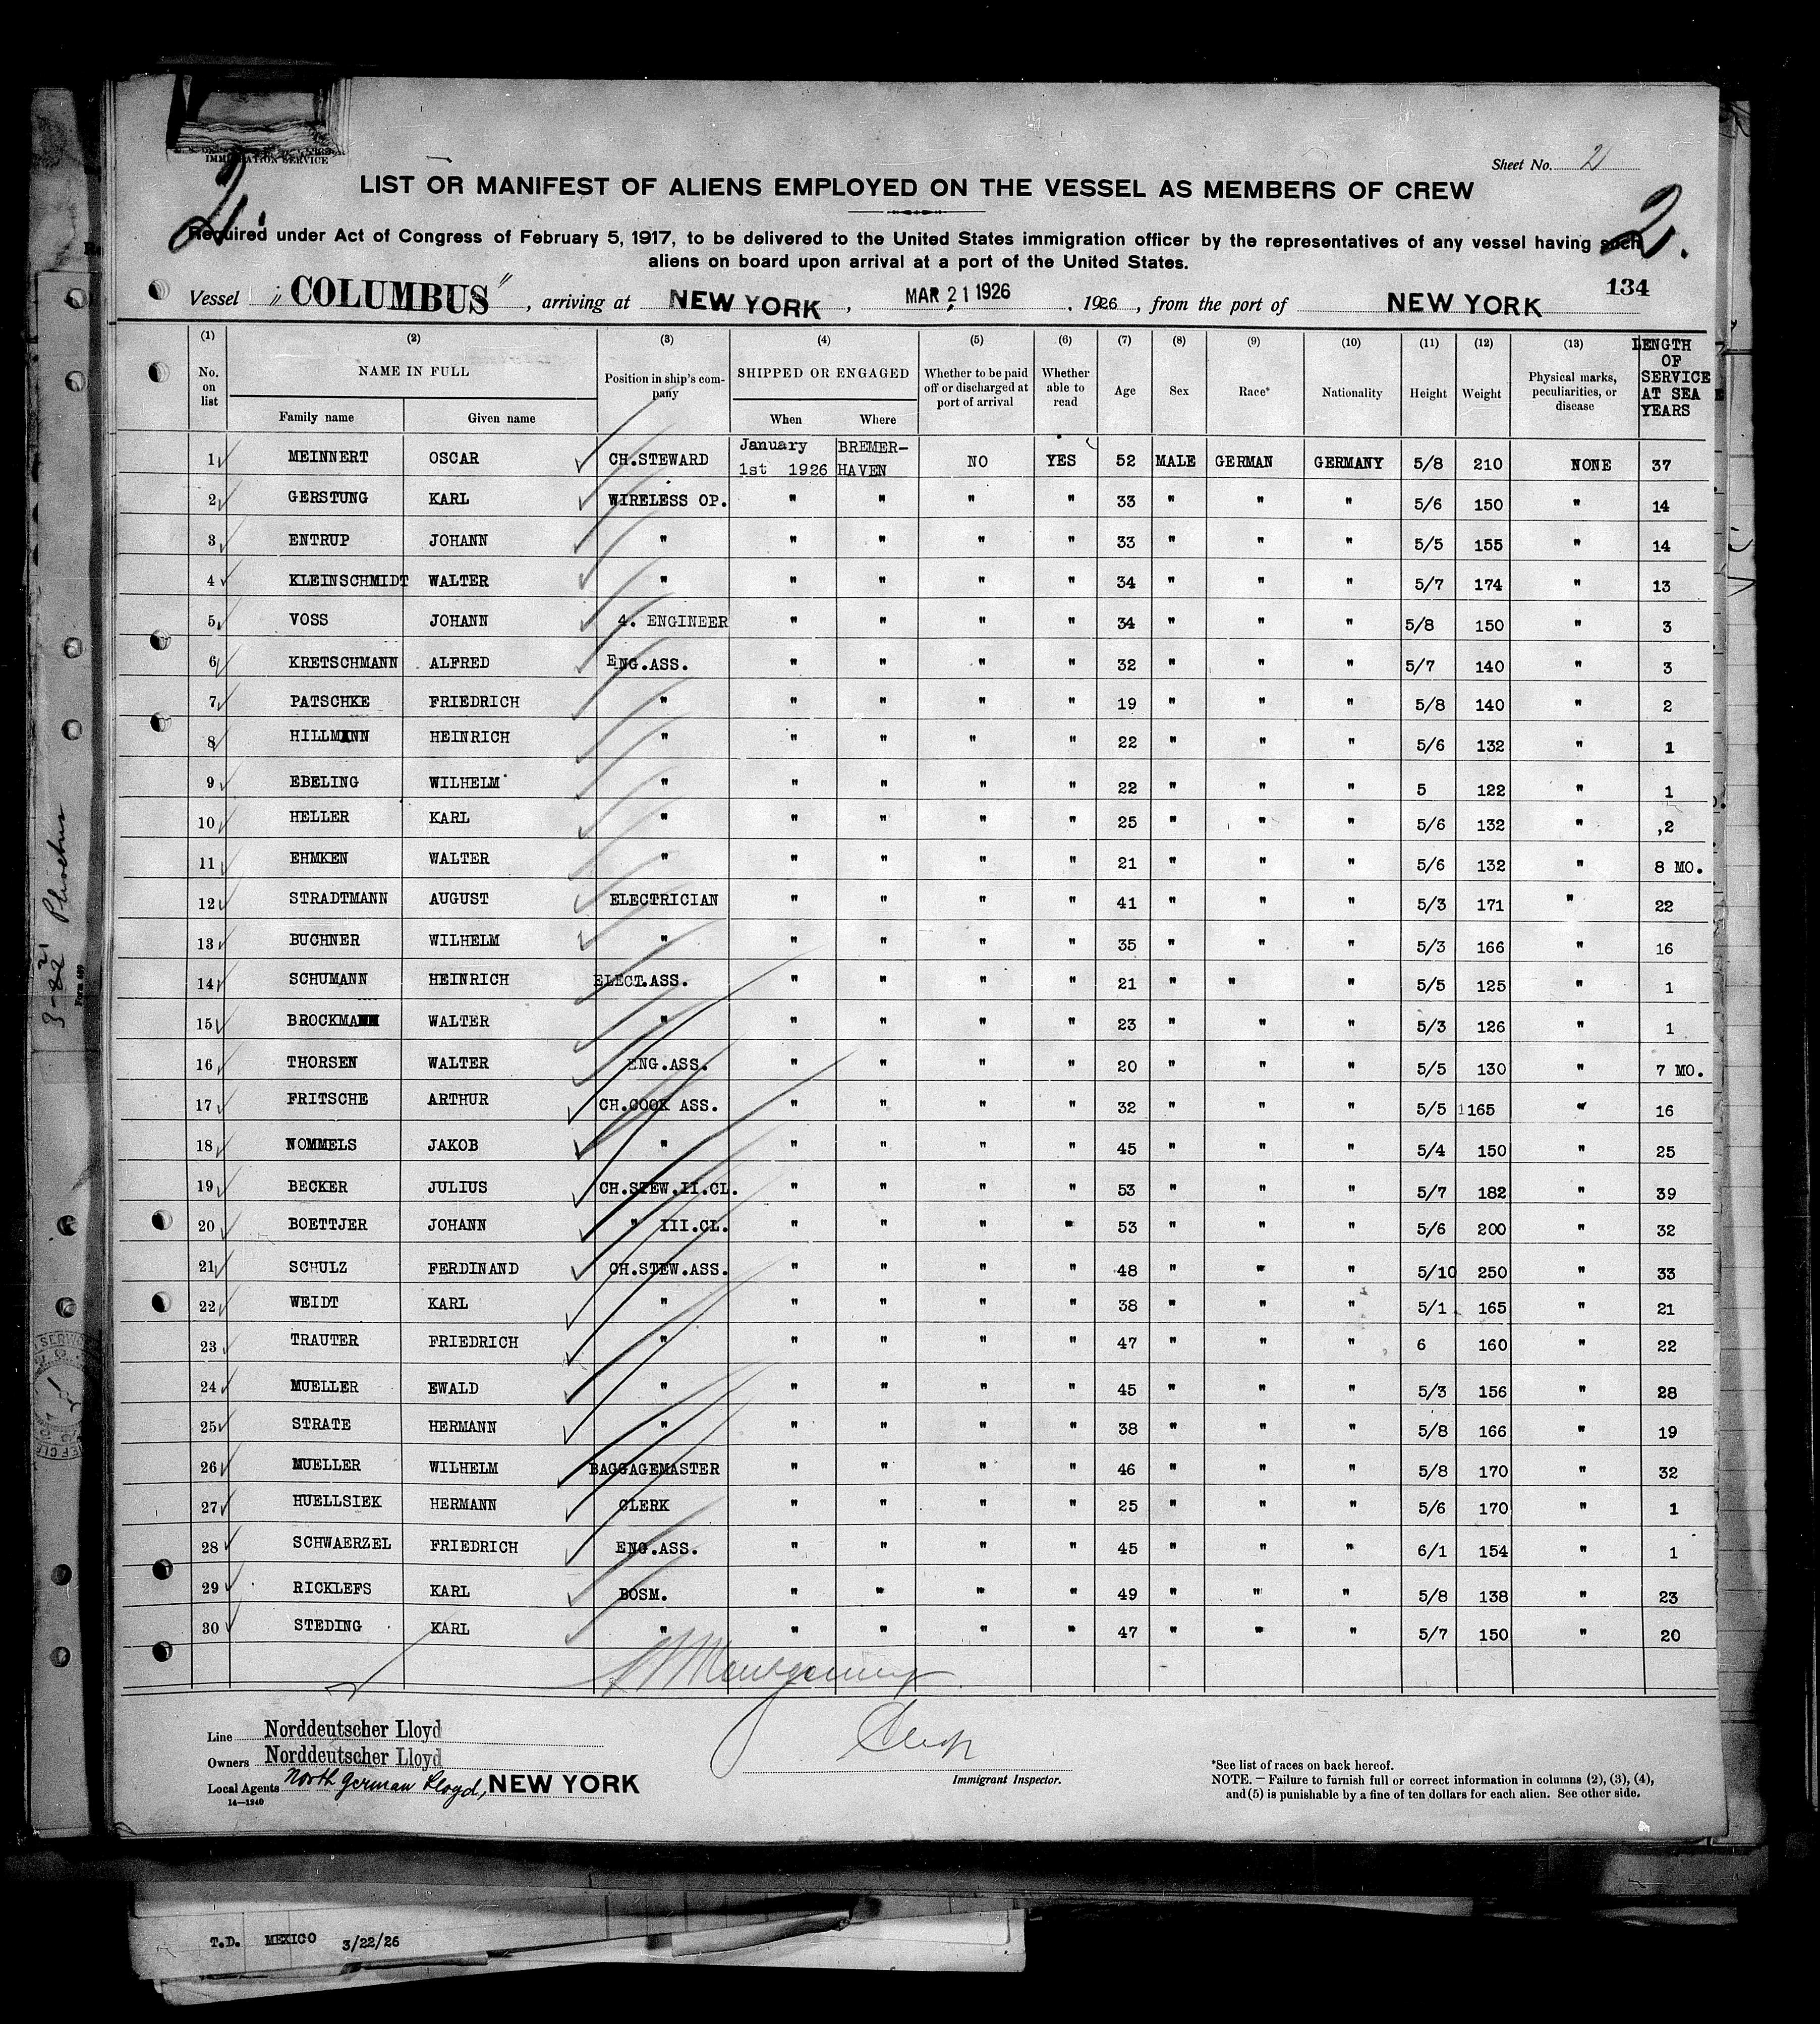 IMMIGRATION SERVICE
Sheet No. 2
2
LIST OR MANIFEST OF ALIENS EMPLOYED ON THE VESSEL AS MEMBERS OF CREW
2.
Required under Act of Congress of February 5, 1917, to be delivered to the United States immigration officer by the representatives of any vessel having such
aliens on board upon arrival at a port of the United States.
134
Vessel "COLUMBUS", arriving at NEW YORK, MAR 21 1926, 1926, from the port of NEW YORK
(1) (2) (3) (4) (5) (6) (7) (8) (9) (10) (11) (12) (13) LENGTH OF SERVICE AT SEA YEARS
No. on list NAME IN FULL Position in ship's company SHIPPED OR ENGAGED Whether to be paid off or discharged at port of arrival Whether able to read Age Sex Race* Nationality Height Weight Physical marks, peculiarities, or disease
Family name Given name When Where
1 MEINNERT OSCAR CH.STEWARD January 1st 1926 BREMER-HAVEN NO YES 52 MALE GERMAN GERMANY 5/8 210 NONE 37
2 GERSTUNG KARL WIRELESS OP. " " " " 33 " " " 5/6 150 " 14
3 ENTRUP JOHANN " " " " " 33 " " " 5/5 155 " 14
4 KLEINSCHMIDT WALTER " " " " " 34 " " " 5/7 174 " 13
5 VOSS JOHANN 4. ENGINEER " " " " 34 " " " 5/8 150 " 3
6 KRETSCHMANN ALFRED ENG.ASS. " " " " 32 " " " 5/7 140 " 3
7 PATSCHKE FRIEDRICH " " " " " 19 " " " 5/8 140 " 2
8 HILLMANN HEINRICH " " " " " 22 " " " 5/6 132 " 1
9 EBELING WILHELM " " " " " 22 " " " 5 122 " 1
10 HELLER KARL " " " " " 25 " " " 5/6 132 " ,2
11 EHMKEN WALTER " " " " " 21 " " " 5/6 132 " 8 MO.
12 STRADTMANN AUGUST ELECTRICIAN " " " " 41 " " " 5/3 171 " 22
13 BUCHNER WILHELM " " " " " 35 " " " 5/3 166 " 16
14 SCHUMANN HEINRICH ELECT.ASS. " " " " 21 " " " 5/5 125 " 1
15 BROCKMANN WALTER " " " " " 23 " " " 5/3 126 " 1
16 THORSEN WALTER ENG.ASS. " " " " 20 " " " 5/5 130 " 7 MO.
17 FRITSCHE ARTHUR CH.COOK ASS. " " " " 32 " " " 5/5 165 " 16
18 NOMMELS JAKOB " " " " " 45 " " " 5/4 150 " 25
19 BECKER JULIUS CH.STEW.II.CL. " " " " 53 " " " 5/7 182 " 39
20 BOETTJER JOHANN " III.CL. " " " " 53 " " " 5/6 200 " 32
21 SCHULZ FERDINAND CH.STEW.ASS. " " " " 48 " " " 5/10 250 " 33
22 WEIDT KARL " " " " " 38 " " " 5/1 165 " 21
23 TRAUTER FRIEDRICH " " " " " 47 " " " 6 160 " 22
24 MUELLER EWALD " " " " " 45 " " " 5/3 156 " 28
25 STRATE HERMANN " " " " " 38 " " " 5/8 166 " 19
26 MUELLER WILHELM BAGGAGEMASTER " " " " 46 " " " 5/8 170 " 32
27 HUELLSIEK HERMANN CLERK " " " " 25 " " " 5/6 170 " 1
28 SCHWAERZEL FRIEDRICH ENG.ASS. " " " " 45 " " " 6/1 154 " 1
29 RICKLEFS KARL BOSM. " " " " 49 " " " 5/8 138 " 23
30 STEDING KARL " " " " " 47 " " " 5/7 150 " 20
Montgomery
Line Norddeutscher Lloyd
Owners Norddeutscher Lloyd
Local Agents North German Lloyd, NEW YORK
14—1240
Immigrant Inspector.
*See list of races on back hereof.
NOTE.—Failure to furnish full or correct information in columns (2), (3), (4),
and (5) is punishable by a fine of ten dollars for each alien. See other side.
Form 689
T.D. MEXICO 3/22/26